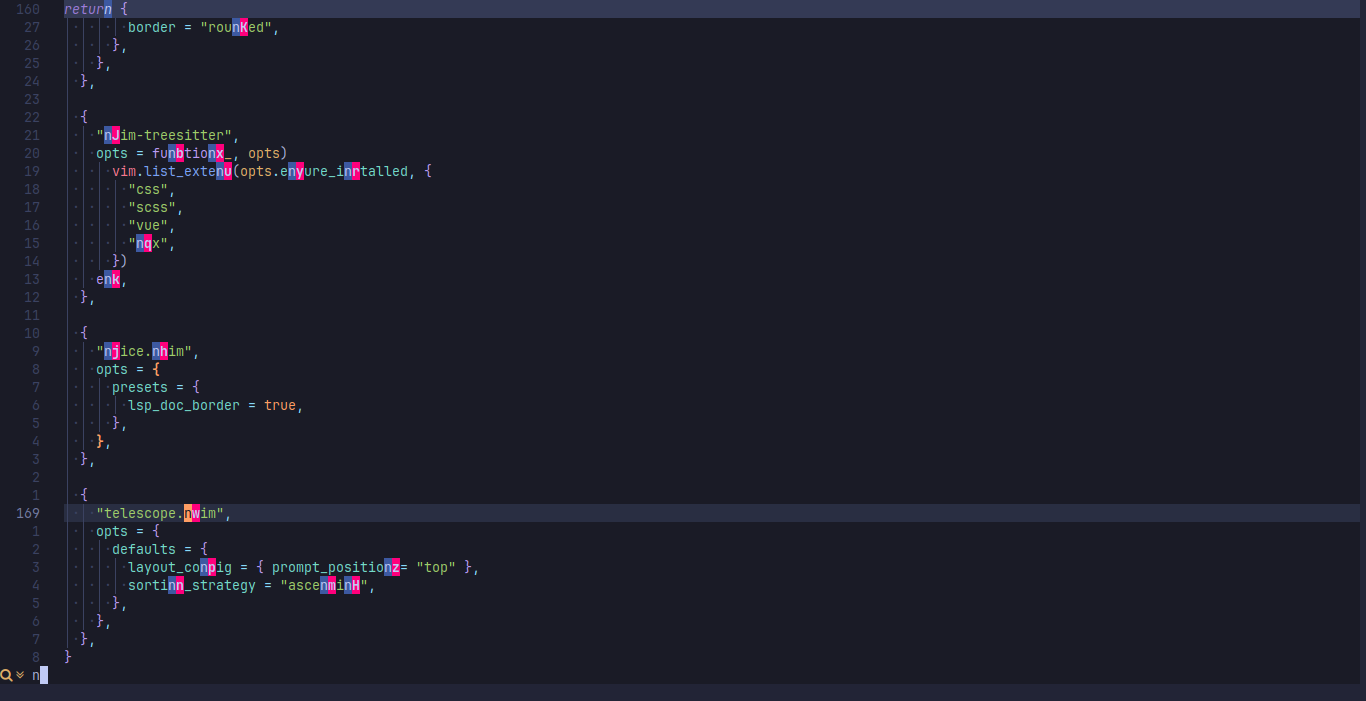 160 return {
27 border = "rounKed",
26 },
25 },
24 },
23
22 {
21 "nJim-treesitter",
20 opts = funbtionx_, opts)
19 vim.list_extenu(opts.enyure_inrtalled, {
18 "css",
17 "scss",
16 "vue",
15 "nqx",
14 })
13 enk,
12 },
11
10 {
9 "njice.nhim",
8 opts = {
7 presets = {
6 lsp_doc_border = true,
5 },
4 },
3 },
2
1 {
169 "telescope.nwim",
1 opts = {
2 defaults = {
3 layout_conpig = { prompt_positionz= "top" },
4 sortinn_strategy = "ascenminH",
5 },
6 },
7 },
8 }
n